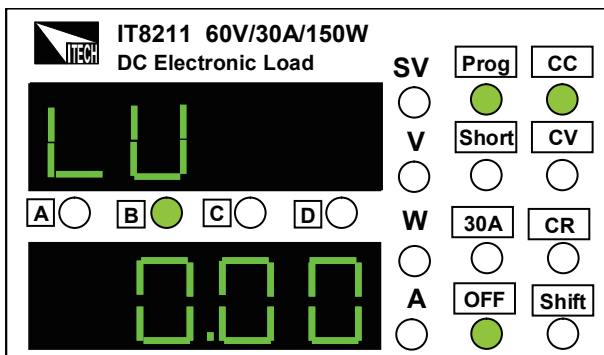 ITECH IT8211 60V/30A/150W
DC Electronic Load
SV Prog CC
LU
V Short CV
A B C D
W 30A CR
0.00
A OFF Shift